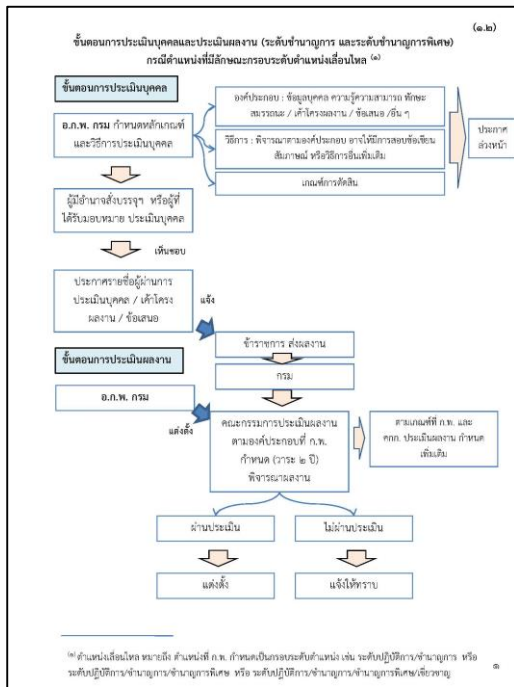 (๑.๒)
ขั้นตอนการประเมินบุคคลและประเมินผลงาน (ระดับชำนาญการ และระดับชำนาญการพิเศษ)
กรณีตำแหน่งที่มีลักษณะกรอบระดับตำแหน่งเลื่อนไหล (๑)
ขั้นตอนการประเมินบุคคล
อ.ก.พ. กรม กำหนดหลักเกณฑ์
และวิธีการประเมินบุคคล
องค์ประกอบ : ข้อมูลบุคคล ความรู้ความสามารถ ทักษะ
สมรรถนะ / เค้าโครงผลงาน / ข้อเสนอ /อื่น ๆ
วิธีการ : พิจารณาตามองค์ประกอบ อาจให้มีการสอบข้อเขียน
สัมภาษณ์ หรือวิธีการอื่นเพิ่มเติม
เกณฑ์การตัดสิน
ประกาศ
ล่วงหน้า
ผู้มีอำนาจสั่งบรรจุฯ หรือผู้ที่
ได้รับมอบหมาย ประเมินบุคคล
เห็นชอบ
ประกาศรายชื่อผู้ผ่านการ
ประเมินบุคคล / เค้าโครง
ผลงาน / ข้อเสนอ
แจ้ง
ข้าราชการ ส่งผลงาน
ขั้นตอนการประเมินผลงาน
กรม
อ.ก.พ. กรม
แต่งตั้ง
คณะกรรมการประเมินผลงาน
ตามองค์ประกอบที่ ก.พ.
กำหนด (วาระ ๒ ปี)
พิจารณาผลงาน
ตามเกณฑ์ที่ ก.พ. และ
คกก. ประเมินผลงาน กำหนด
เพิ่มเติม
ผ่านประเมิน
ไม่ผ่านประเมิน
แต่งตั้ง
แจ้งให้ทราบ
(๑) ตำแหน่งเลื่อนไหล หมายถึง ตำแหน่งที่ ก.พ. กำหนดเป็นกรอบระดับตำแหน่ง เช่น ระดับปฏิบัติการ/ชำนาญการ หรือ
ระดับปฏิบัติการ/ชำนาญการ/ชำนาญการพิเศษ หรือ ระดับปฏิบัติการ/ชำนาญการ/ชำนาญการพิเศษ/เชี่ยวชาญ
๑